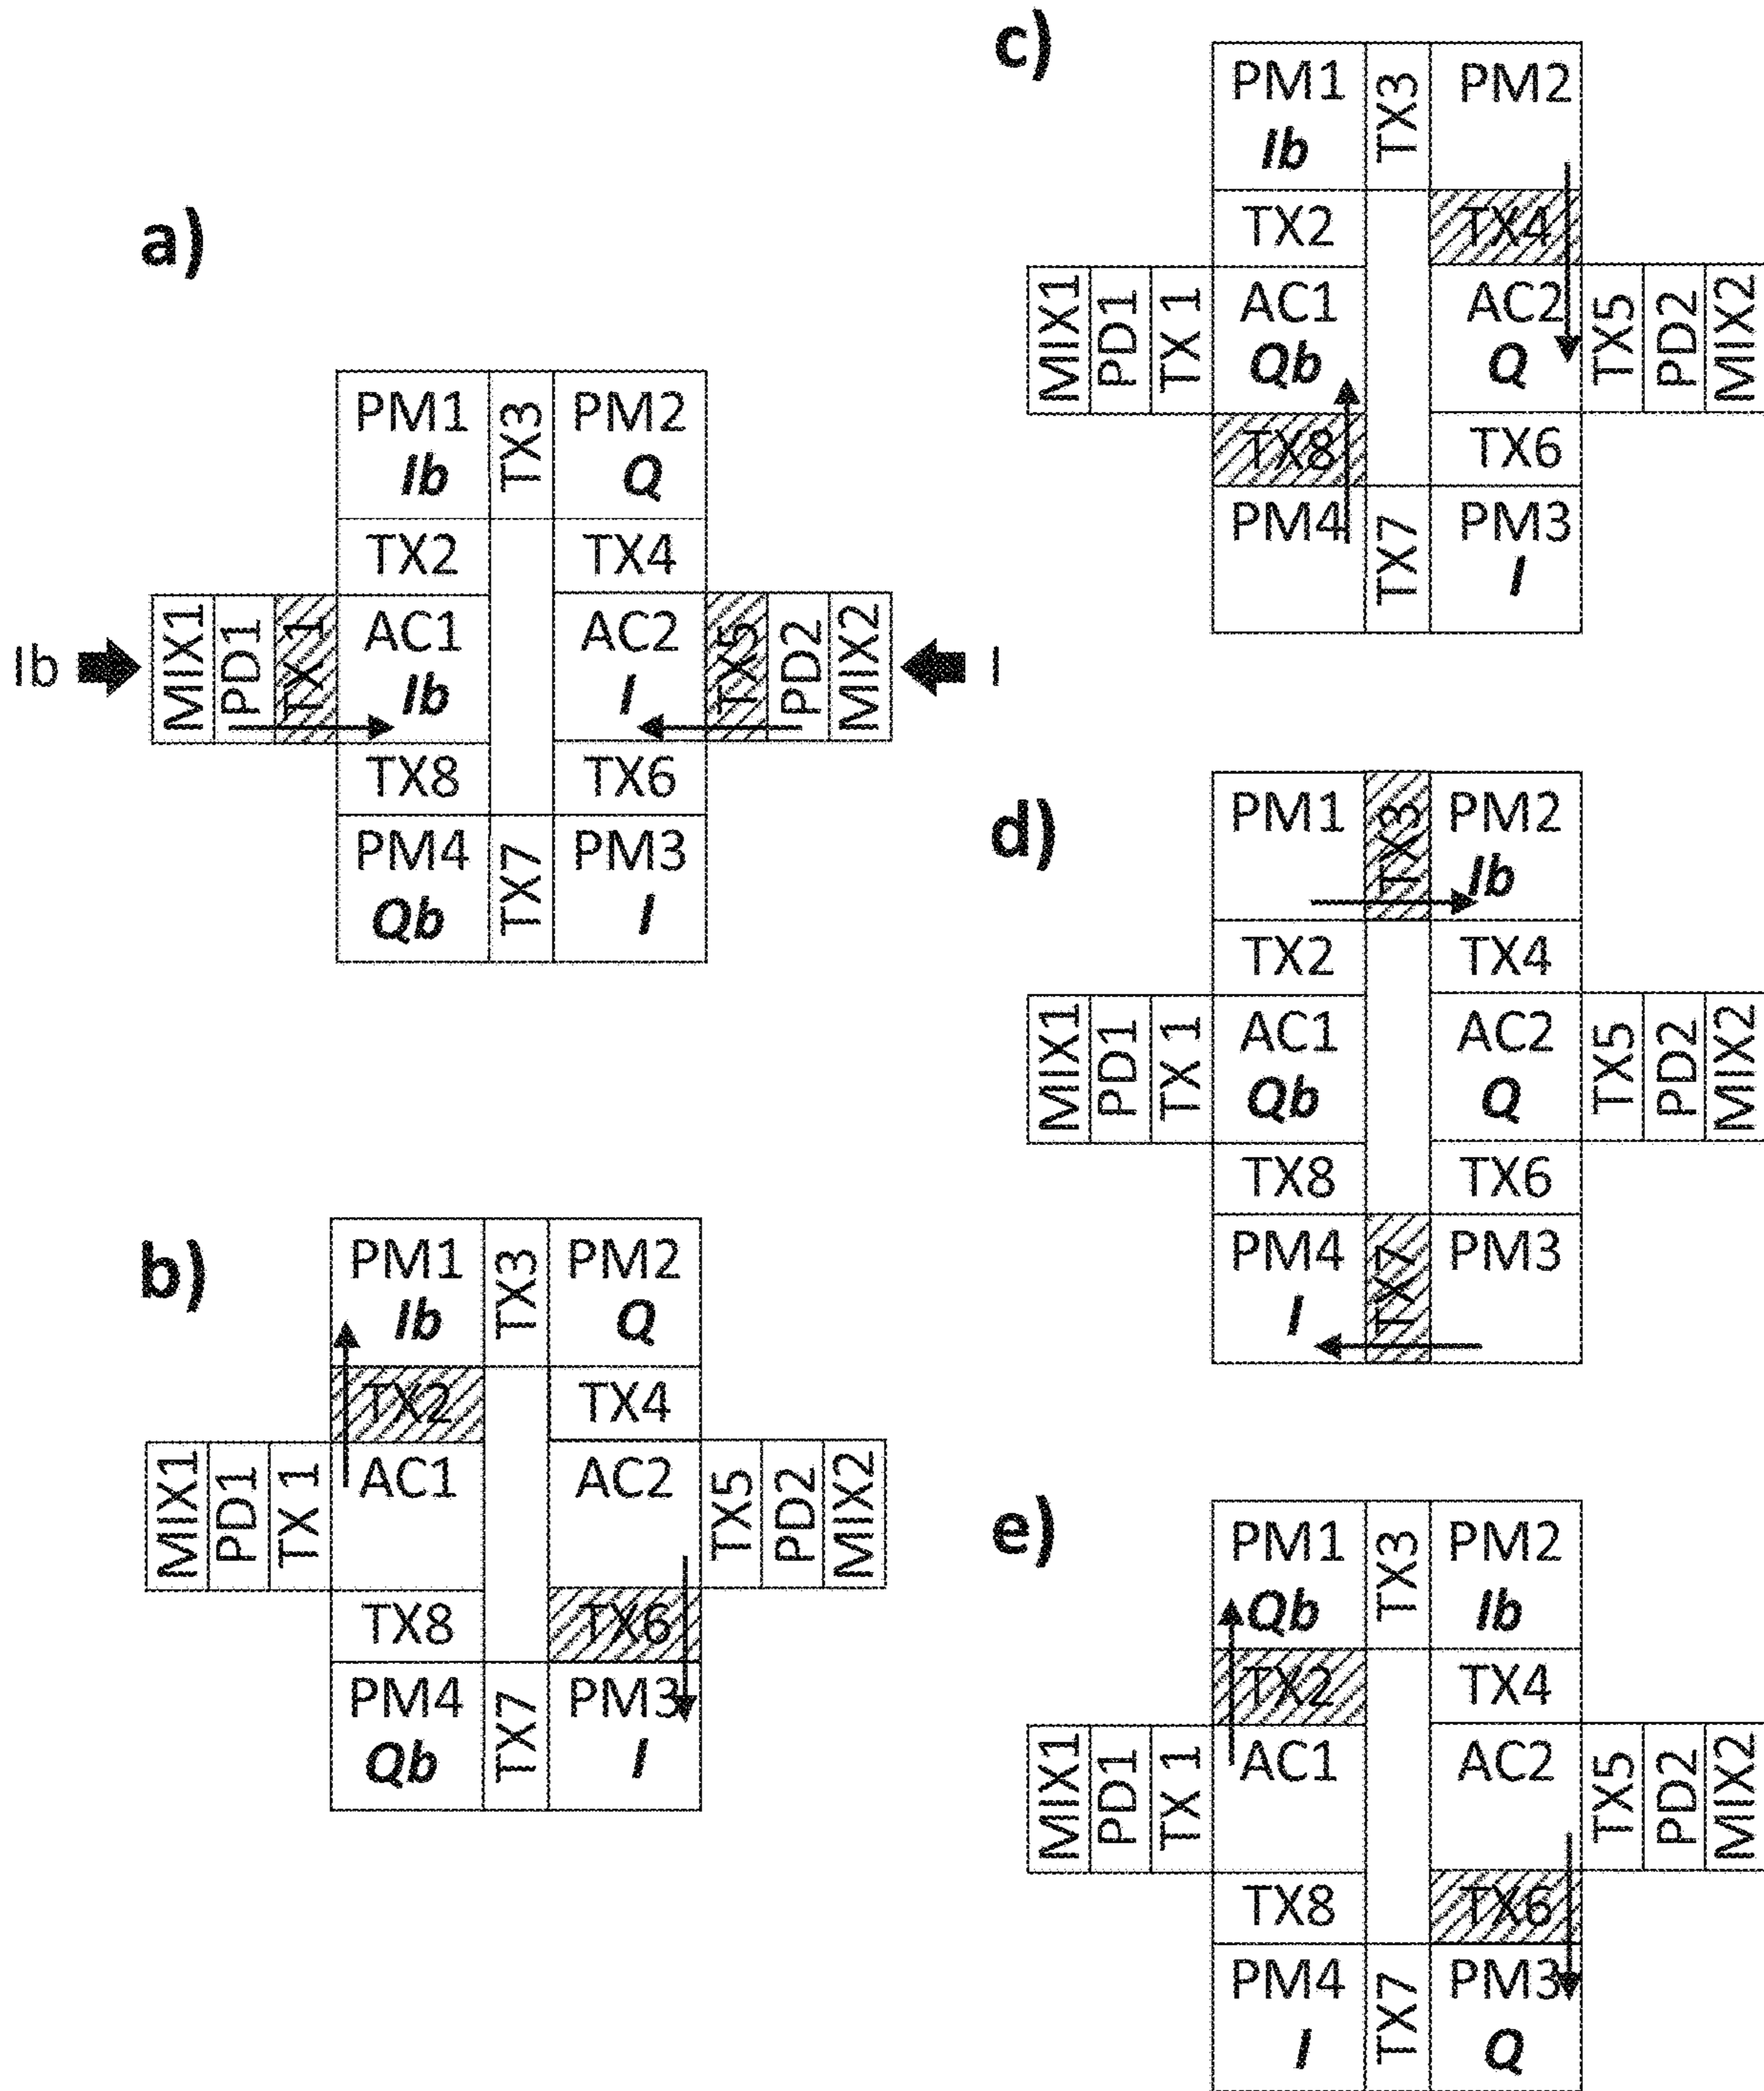 a)
PM1 TX3 PM2
Ib Q
TX2 TX4
Ib MIX1 PD1 TX 1 AC1 AC2 TX5 PD2 MIX2 I
Ib I
TX8 TX6
PM4 TX7 PM3
Qb I
b)
PM1 TX3 PM2
Ib Q
TX2 TX4
MIX1 PD1 TX 1 AC1 AC2 TX5 PD2 MIX2
TX8 TX6
PM4 TX7 PM3
Qb I
c)
PM1 TX3 PM2
Ib
TX2 TX4
MIX1 PD1 TX 1 AC1 AC2 TX5 PD2 MIX2
Qb Q
TX8 TX6
PM4 TX7 PM3
I
d)
PM1 TX3 PM2
Ib
TX2 TX4
MIX1 PD1 TX 1 AC1 AC2 TX5 PD2 MIX2
Qb Q
TX8 TX6
PM4 TX7 PM3
I
e)
PM1 TX3 PM2
Qb Ib
TX2 TX4
MIX1 PD1 TX 1 AC1 AC2 TX5 PD2 MIX2
TX8 TX6
PM4 TX7 PM3
I Q